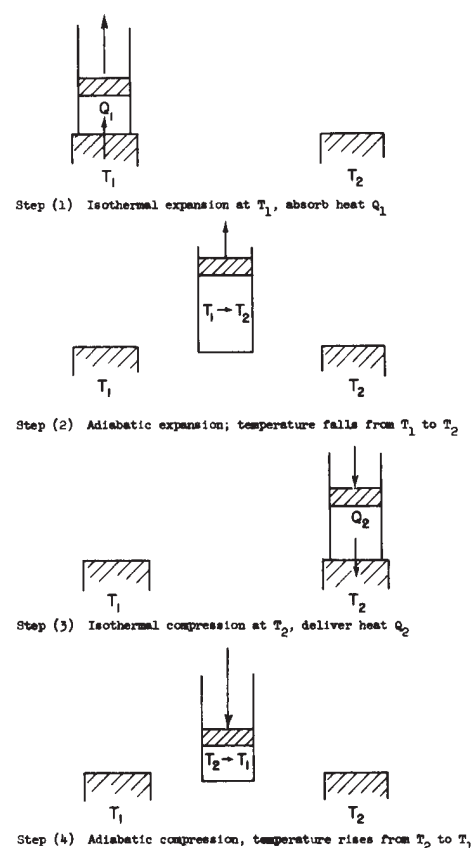 Q₁
T₁ T₂
Step (1) Isothermal expansion at T₁, absorb heat Q₁
T₁ → T₂
T₁ T₂
Step (2) Adiabatic expansion; temperature falls from T₁ to T₂
Q₂
T₁ T₂
Step (3) Isothermal compression at T₂, deliver heat Q₂
T₂ → T₁
T₁ T₂
Step (4) Adiabatic compression, temperature rises from T₂ to T₁